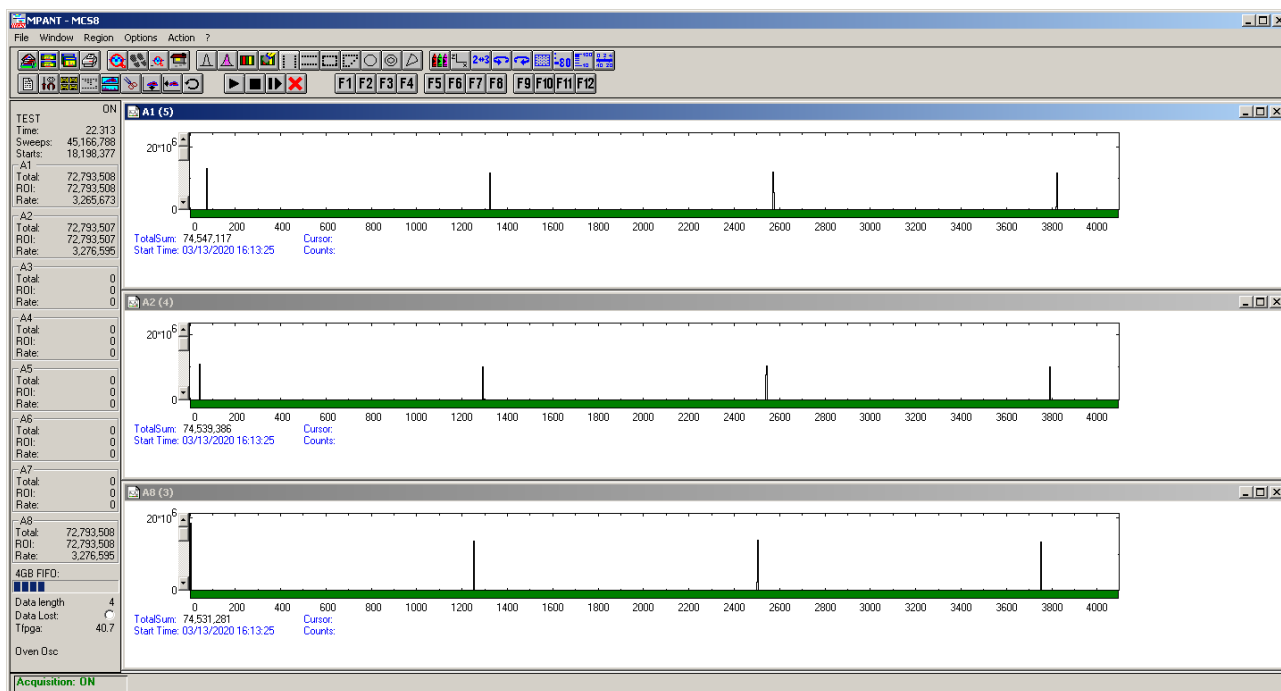 MPANT - MCS8
File Window Region Options Action ?
F1 F2 F3 F4 F5 F6 F7 F8 F9 F10 F11 F12
ON
TEST
Time: 22.313
Sweeps: 45,166,788
Starts: 18,198,377
A1
Total: 72,793,508
ROI: 72,793,508
Rate: 3,265,673
A2
Total: 72,793,507
ROI: 72,793,507
Rate: 3,276,595
A3
Total: 0
ROI: 0
Rate: 0
A4
Total: 0
ROI: 0
Rate: 0
A5
Total: 0
ROI: 0
Rate: 0
A6
Total: 0
ROI: 0
Rate: 0
A7
Total: 0
ROI: 0
Rate: 0
A8
Total: 72,793,508
ROI: 72,793,508
Rate: 3,276,595
4GB FIFO:
Data length 4
Data Lost:
Tfpga: 40.7
Oven Osc
Acquisition: ON
A1 (5)
20*10^6
0
0 200 400 600 800 1000 1200 1400 1600 1800 2000 2200 2400 2600 2800 3000 3200 3400 3600 3800 4000
TotalSum: 74,547,117 Cursor:
Start Time: 03/13/2020 16:13:25 Counts:
A2 (4)
20*10^6
0
0 200 400 600 800 1000 1200 1400 1600 1800 2000 2200 2400 2600 2800 3000 3200 3400 3600 3800 4000
TotalSum: 74,539,386 Cursor:
Start Time: 03/13/2020 16:13:25 Counts:
A8 (3)
20*10^6
0
0 200 400 600 800 1000 1200 1400 1600 1800 2000 2200 2400 2600 2800 3000 3200 3400 3600 3800 4000
TotalSum: 74,531,281 Cursor:
Start Time: 03/13/2020 16:13:25 Counts: